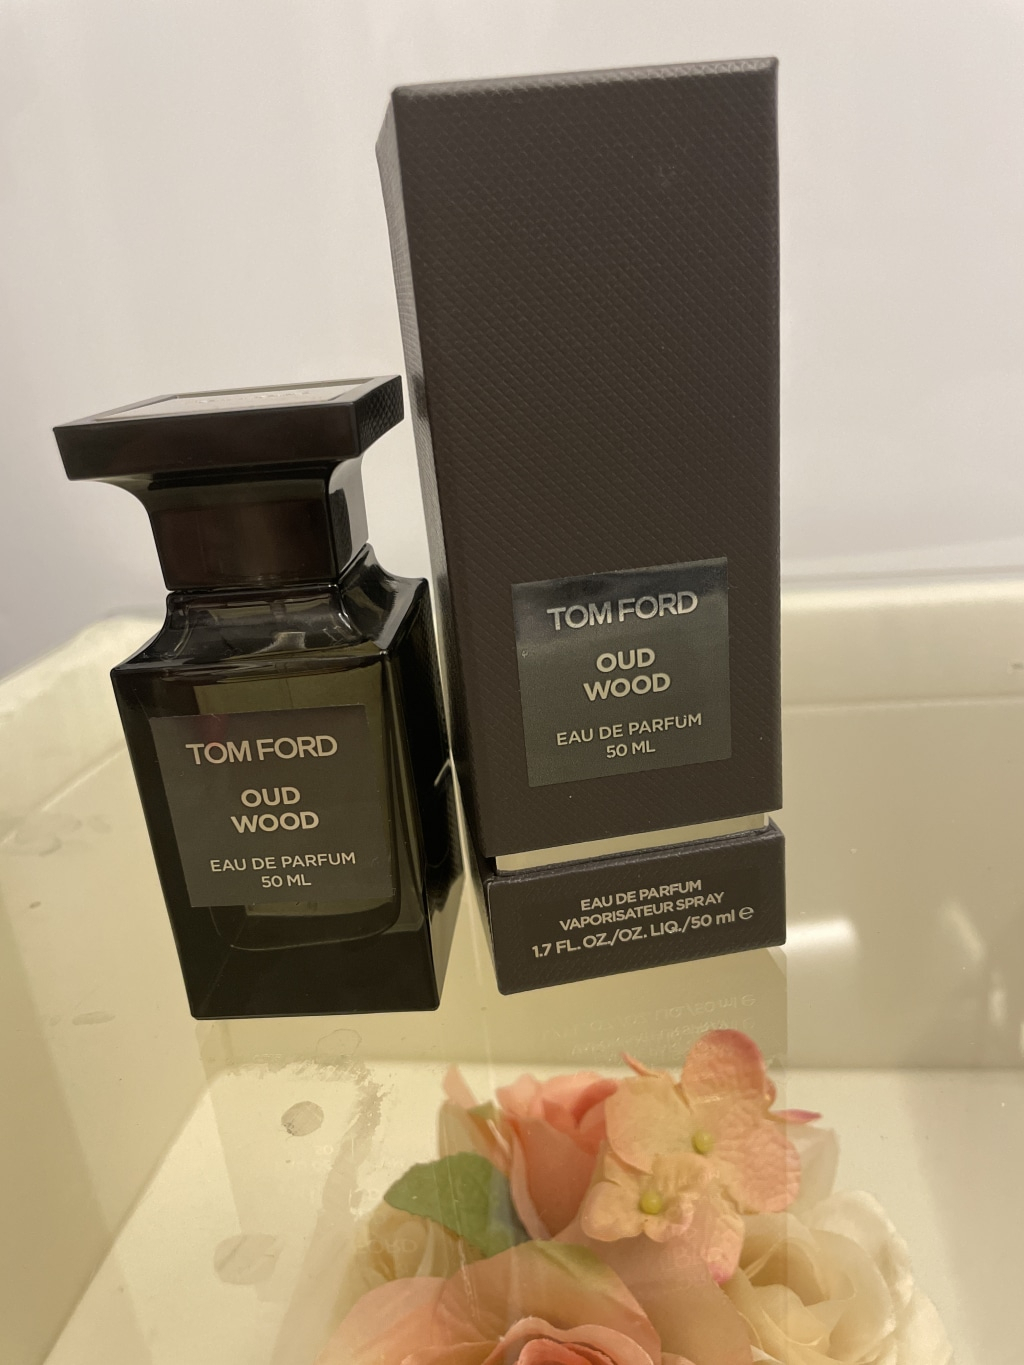 TOM FORD
OUD
WOOD
EAU DE PARFUM
50 ML
TOM FORD
OUD
WOOD
EAU DE PARFUM
50 ML
EAU DE PARFUM
VAPORISATEUR SPRAY
1.7 FL. OZ./OZ. LIQ./50 ml ℮